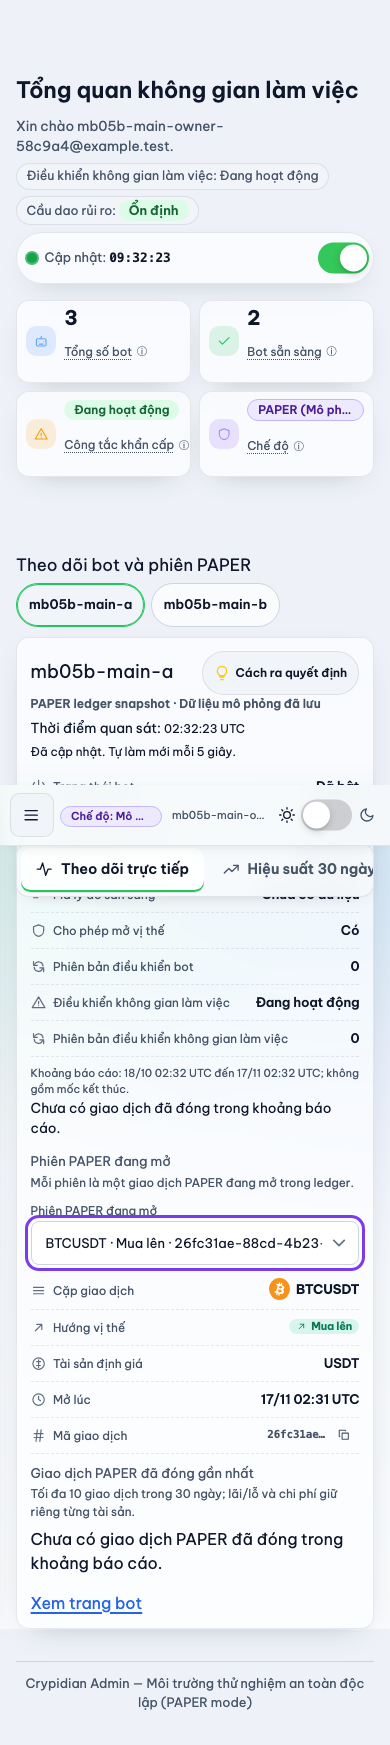 Tổng quan không gian làm việc
Xin chào mb05b-main-owner-
58c9a4@example.test.
Điều khiển không gian làm việc: Đang hoạt động
Cầu dao rủi ro: Ổn định
Cập nhật: 09:32:23
3
Tổng số bot ⓘ
2
Bot sẵn sàng ⓘ
Đang hoạt động
Công tắc khẩn cấp ⓘ
PAPER (Mô ph...
Chế độ ⓘ
Theo dõi bot và phiên PAPER
mb05b-main-a
mb05b-main-b
mb05b-main-a
Cách ra quyết định
PAPER ledger snapshot · Dữ liệu mô phỏng đã lưu
Thời điểm quan sát: 02:32:23 UTC
Đã cập nhật. Tự làm mới mỗi 5 giây.
Chế độ: Mô ...
mb05b-main-o...
Theo dõi trực tiếp
Hiệu suất 30 ngày
Cho phép mở vị thế
Có
Phiên bản điều khiển bot
0
Điều khiển không gian làm việc
Đang hoạt động
Phiên bản điều khiển không gian làm việc
0
Khoảng báo cáo: 18/10 02:32 UTC đến 17/11 02:32 UTC; không
gồm mốc kết thúc.
Chưa có giao dịch đã đóng trong khoảng báo
cáo.
Phiên PAPER đang mở
Mỗi phiên là một giao dịch PAPER đang mở trong ledger.
Phiên PAPER đang mở
BTCUSDT · Mua lên · 26fc31ae-88cd-4b23-
Cặp giao dịch
BTCUSDT
Hướng vị thế
Mua lên
Tài sản định giá
USDT
Mở lúc
17/11 02:31 UTC
Mã giao dịch
26fc31ae…
Giao dịch PAPER đã đóng gần nhất
Tối đa 10 giao dịch trong 30 ngày; lãi/lỗ và chi phí giữ
riêng từng tài sản.
Chưa có giao dịch PAPER đã đóng trong
khoảng báo cáo.
Xem trang bot
Crypidian Admin — Môi trường thử nghiệm an toàn độc
lập (PAPER mode)